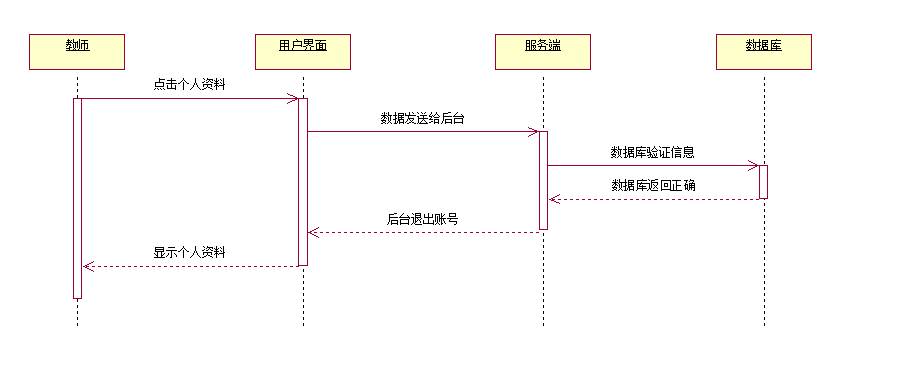 教师
用户界面
服务端
数据库
点击个人资料
数据发送给后台
数据库验证信息
数据库返回正确
后台退出账号
显示个人资料